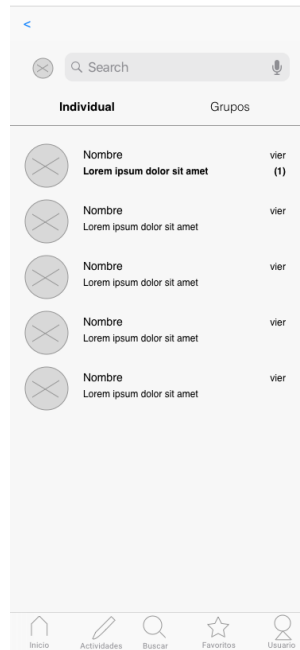 <
Search
Individual Grupos
Nombre vier
Lorem ipsum dolor sit amet (1)
Nombre vier
Lorem ipsum dolor sit amet
Nombre vier
Lorem ipsum dolor sit amet
Nombre vier
Lorem ipsum dolor sit amet
Nombre vier
Lorem ipsum dolor sit amet
Inicio Actividades Buscar Favoritos Usuario